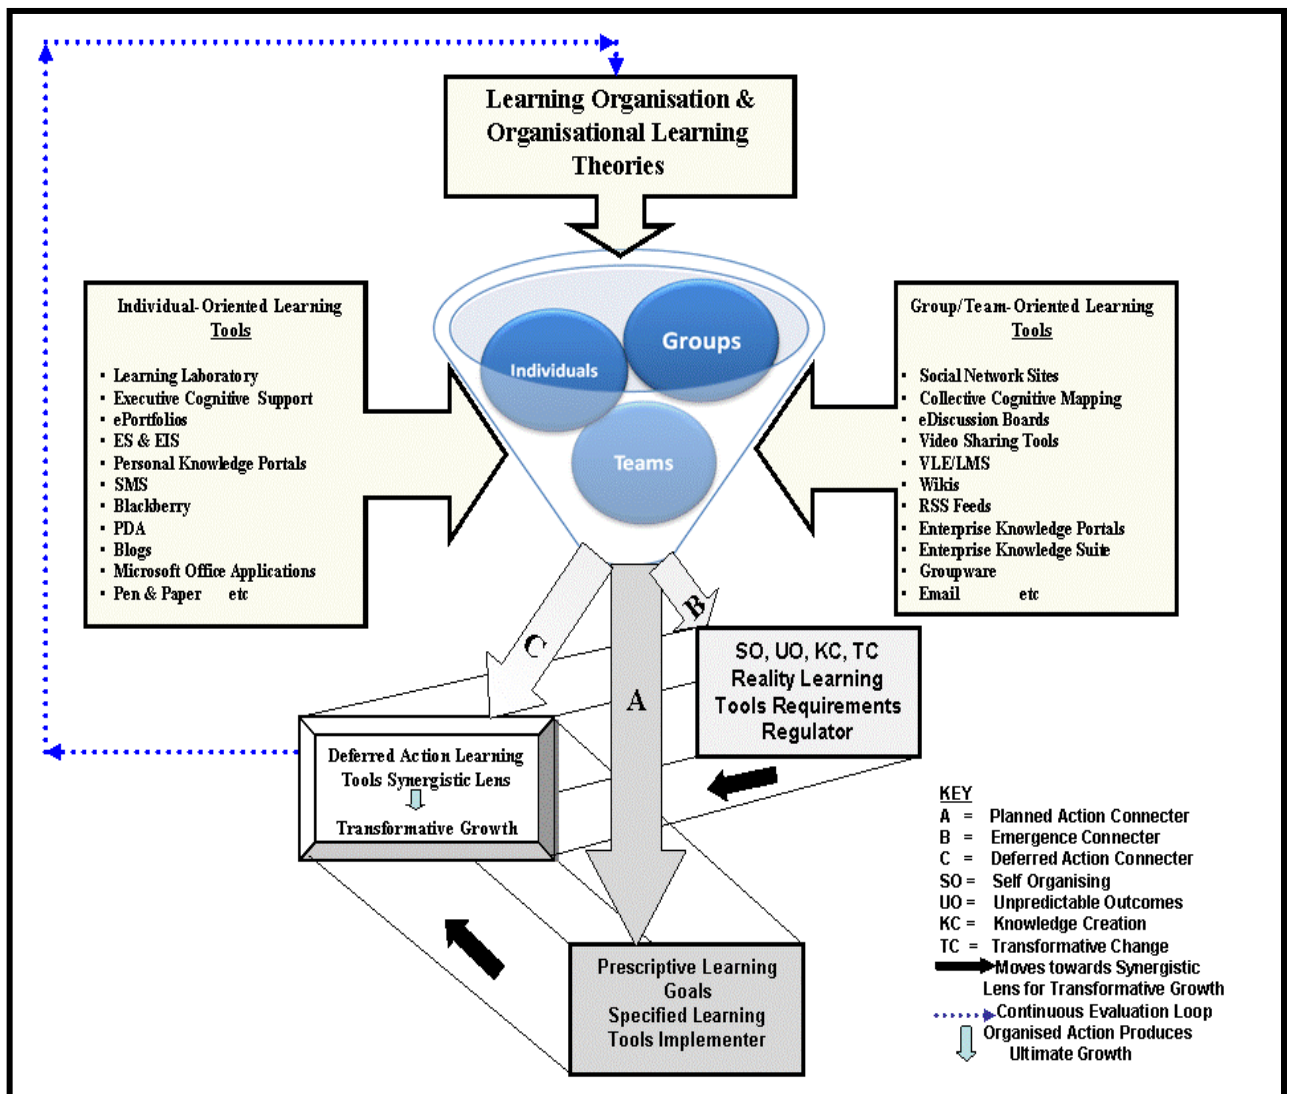 Learning Organisation &
Organisational Learning
Theories
Individual-Oriented Learning
Tools
▪ Learning Laboratory
▪ Executive Cognitive Support
▪ ePortfolios
▪ ES & EIS
▪ Personal Knowledge Portals
▪ SMS
▪ Blackberry
▪ PDA
▪ Blogs
▪ Microsoft Office Applications
▪ Pen & Paper etc
Individuals
Groups
Teams
Group/Team-Oriented Learning
Tools
▪ Social Network Sites
▪ Collective Cognitive Mapping
▪ eDiscussion Boards
▪ Video Sharing Tools
▪ VLE/LMS
▪ Wikis
▪ RSS Feeds
▪ Enterprise Knowledge Portals
▪ Enterprise Knowledge Suite
▪ Groupware
▪ Email etc
C
A
B
SO, UO, KC, TC
Reality Learning
Tools Requirements
Regulator
Deferred Action Learning
Tools Synergistic Lens
Transformative Growth
Prescriptive Learning
Goals
Specified Learning
Tools Implementer
KEY
A = Planned Action Connecter
B = Emergence Connecter
C = Deferred Action Connecter
SO = Self Organising
UO = Unpredictable Outcomes
KC = Knowledge Creation
TC = Transformative Change
Moves towards Synergistic
Lens for Transformative Growth
Continuous Evaluation Loop
Organised Action Produces
Ultimate Growth